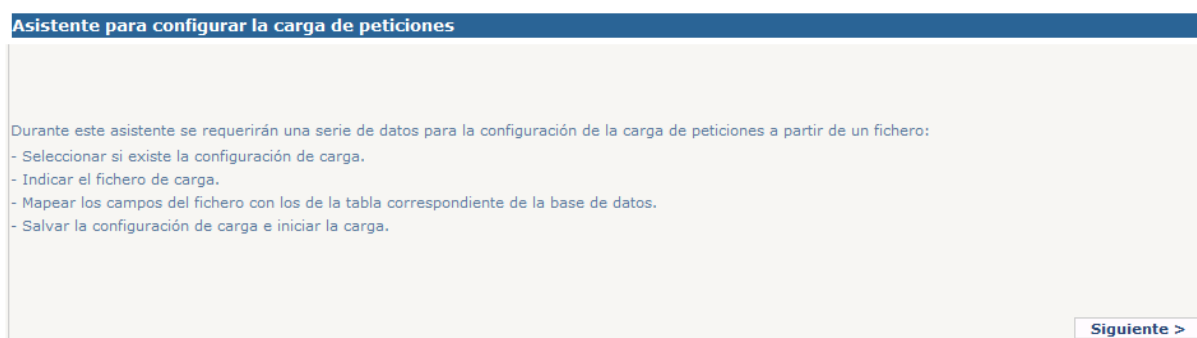 Asistente para configurar la carga de peticiones
Durante este asistente se requerirán una serie de datos para la configuración de la carga de peticiones a partir de un fichero:
- Seleccionar si existe la configuración de carga.
- Indicar el fichero de carga.
- Mapear los campos del fichero con los de la tabla correspondiente de la base de datos.
- Salvar la configuración de carga e iniciar la carga.
Siguiente >